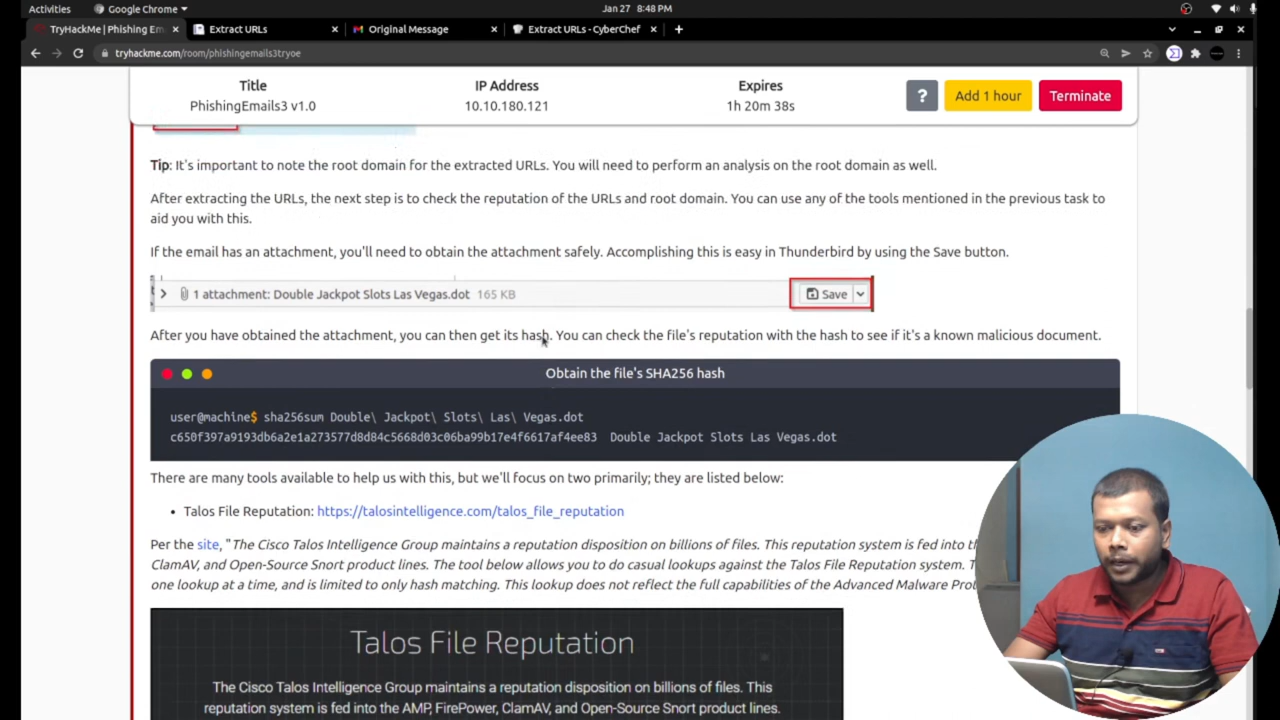 Activities
Google Chrome
Jan 27 8:48 PM
TryHackMe | Phishing Em
Extract URLs
Original Message
Extract URLs - CyberChef
tryhackme.com/room/phishingemails3tryoe
Title
IP Address
Expires
PhishingEmails3 v1.0
10.10.180.121
1h 20m 38s
?
Add 1 hour
Terminate
Tip: It's important to note the root domain for the extracted URLs. You will need to perform an analysis on the root domain as well.
After extracting the URLs, the next step is to check the reputation of the URLs and root domain. You can use any of the tools mentioned in the previous task to
aid you with this.
If the email has an attachment, you'll need to obtain the attachment safely. Accomplishing this is easy in Thunderbird by using the Save button.
1 attachment: Double Jackpot Slots Las Vegas.dot 165 KB
Save
After you have obtained the attachment, you can then get its hash. You can check the file's reputation with the hash to see if it's a known malicious document.
Obtain the file's SHA256 hash
user@machine$ sha256sum Double\ Jackpot\ Slots\ Las\ Vegas.dot
c650f397a9193db6a2e1a273577d8d84c5668d03c06ba99b17e4f6617af4ee83 Double Jackpot Slots Las Vegas.dot
There are many tools available to help us with this, but we'll focus on two primarily; they are listed below:
• Talos File Reputation: https://talosintelligence.com/talos_file_reputation
Per the site, "The Cisco Talos Intelligence Group maintains a reputation disposition on billions of files. This reputation system is fed into th
ClamAV, and Open-Source Snort product lines. The tool below allows you to do casual lookups against the Talos File Reputation system. T
one lookup at a time, and is limited to only hash matching. This lookup does not reflect the full capabilities of the Advanced Malware Pro
Talos File Reputation
The Cisco Talos Intelligence Group maintains a reputation disposition on billions of files. This
reputation system is fed into the AMP, FirePower, ClamAV, and Open-Source Snort product lines.